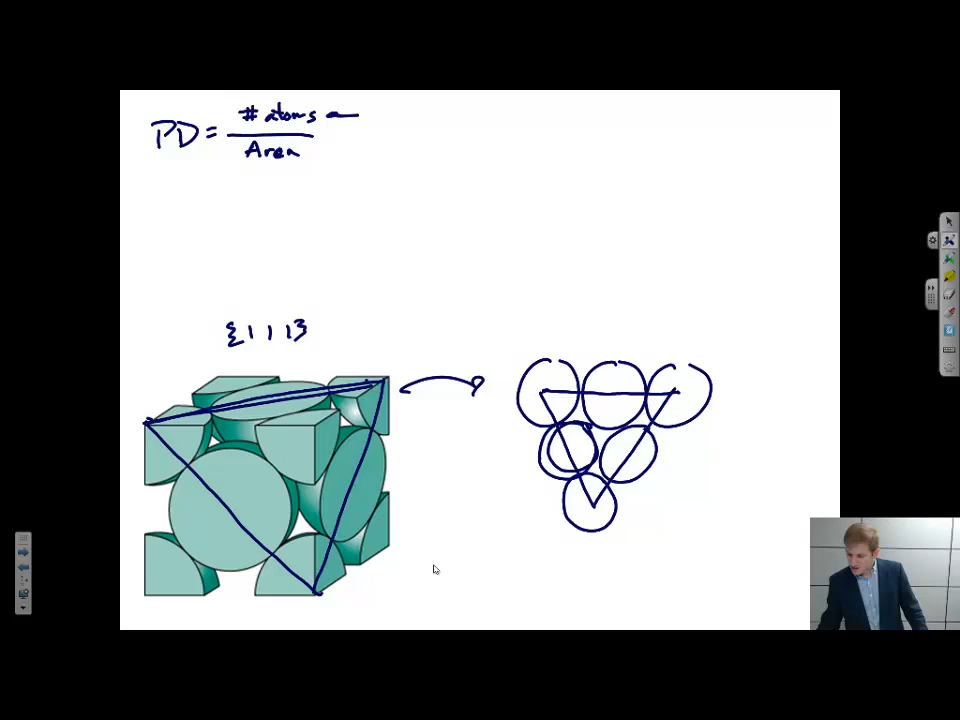 PD = # atoms / Area
{1 1 1}